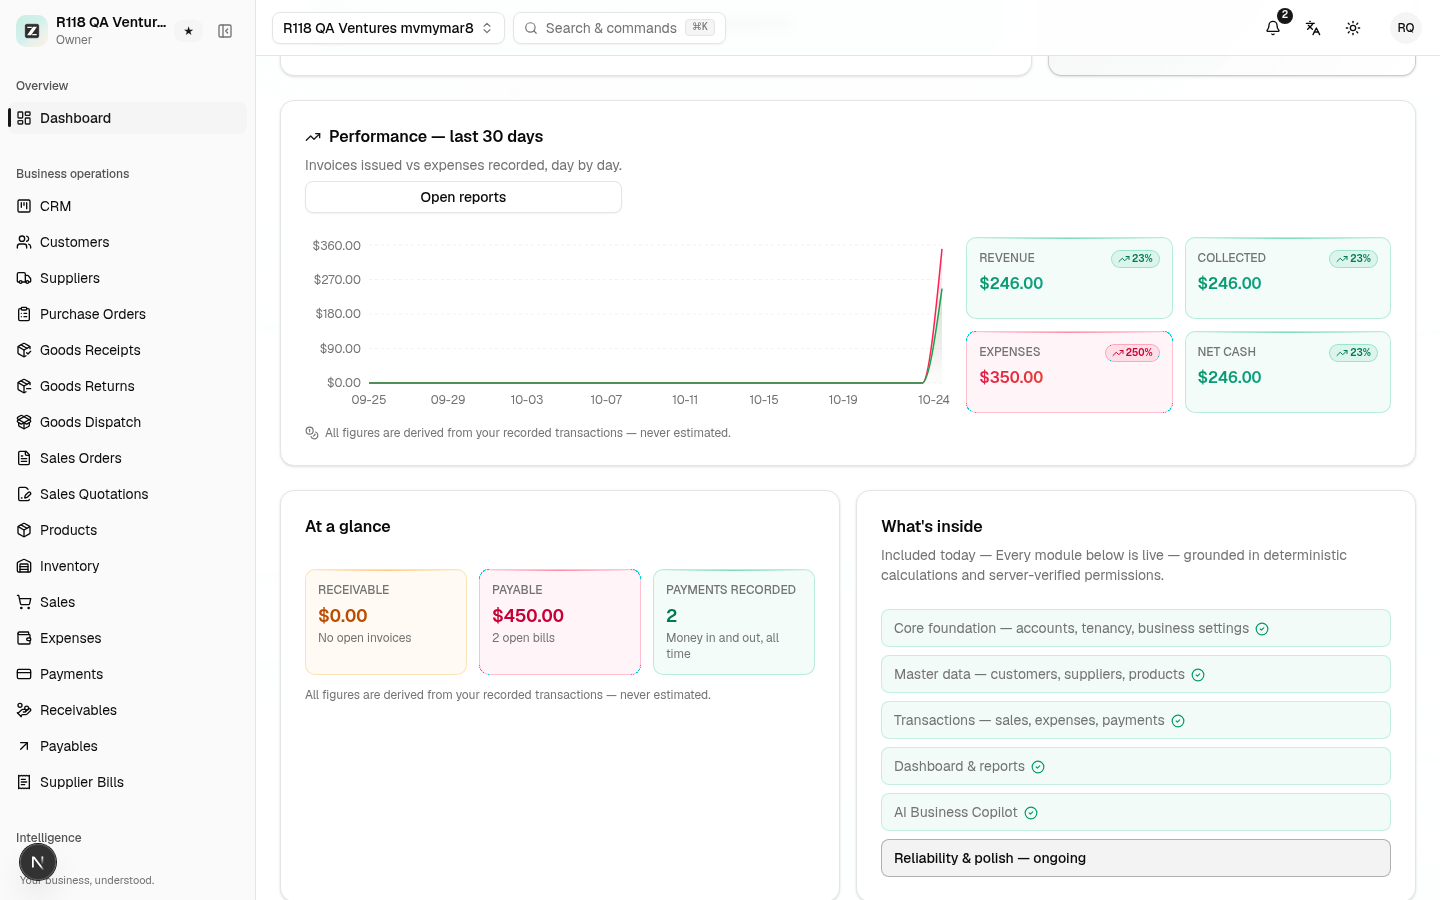 R118 QA Ventur...
Owner
R118 QA Ventures mvmymar8
Search & commands
⌘K
2
RQ
Overview
Dashboard
Business operations
CRM
Customers
Suppliers
Purchase Orders
Goods Receipts
Goods Returns
Goods Dispatch
Sales Orders
Sales Quotations
Products
Inventory
Sales
Expenses
Payments
Receivables
Payables
Supplier Bills
Intelligence
N
Your business, understood.
Performance — last 30 days
Invoices issued vs expenses recorded, day by day.
Open reports
$360.00
$270.00
$180.00
$90.00
$0.00
09-25 09-29 10-03 10-07 10-11 10-15 10-19 10-24
REVENUE 23%
$246.00
COLLECTED 23%
$246.00
EXPENSES 250%
$350.00
NET CASH 23%
$246.00
All figures are derived from your recorded transactions — never estimated.
At a glance
RECEIVABLE
$0.00
No open invoices
PAYABLE
$450.00
2 open bills
PAYMENTS RECORDED
2
Money in and out, all
time
All figures are derived from your recorded transactions — never estimated.
What's inside
Included today — Every module below is live — grounded in deterministic
calculations and server-verified permissions.
Core foundation — accounts, tenancy, business settings
Master data — customers, suppliers, products
Transactions — sales, expenses, payments
Dashboard & reports
AI Business Copilot
Reliability & polish — ongoing